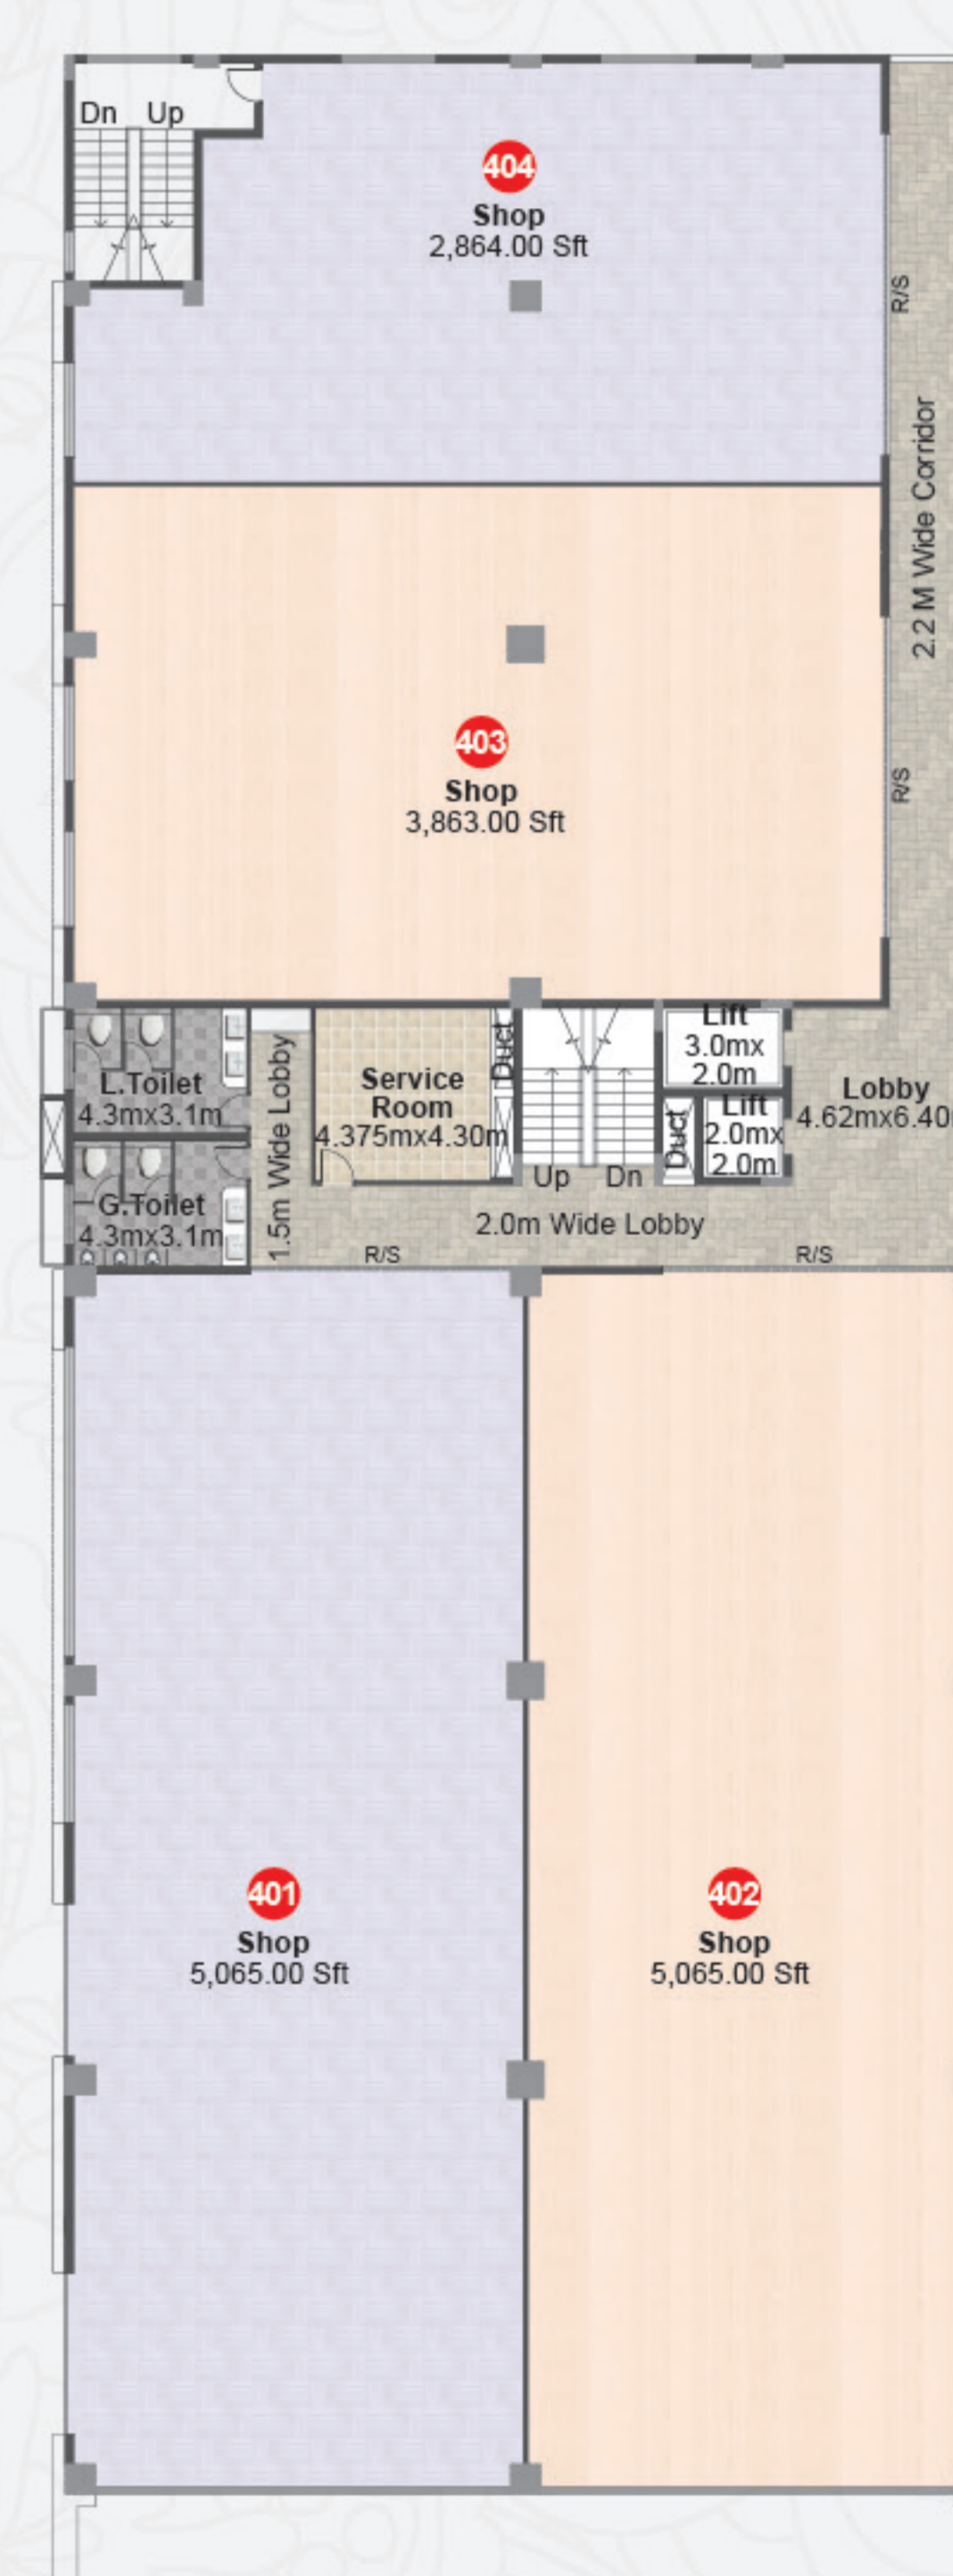 Dn Up
404
Shop
2,864.00 Sft
R/S
2.2 M Wide Corridor
403
Shop
3,863.00 Sft
R/S
L.Toilet
4.3mx3.1m
G.Toilet
4.3mx3.1m
1.5m Wide Lobby
Service
Room
4.375mx4.30m
Duct
Up Dn
Lift
3.0mx
2.0m
Duct
Lift
2.0mx
2.0m
Lobby
4.62mx6.40
2.0m Wide Lobby
R/S
R/S
401
Shop
5,065.00 Sft
402
Shop
5,065.00 Sft